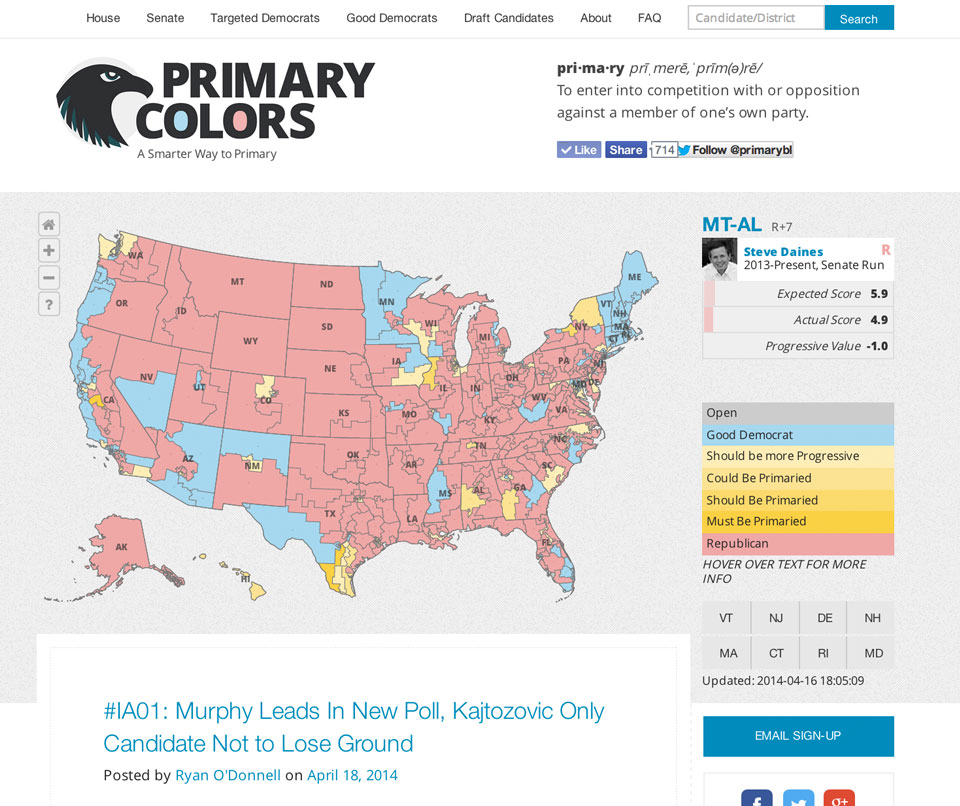 House Senate Targeted Democrats Good Democrats Draft Candidates About FAQ Candidate/District Search
PRIMARY
COLORS
A Smarter Way to Primary
pri·ma·ry prīˌmerē,ˈprīm(ə)rē/
To enter into competition with or opposition
against a member of one's own party.
Like Share 714 Follow @primarybl
MT-AL R+7
Steve Daines R
2013-Present, Senate Run
Expected Score 5.9
Actual Score 4.9
Progressive Value -1.0
WA
MT
ND
ME
OR
ID
MN
VT
NH
SD
WI
MI
NY
MA
WY
IA
PA
NV
UT
NE
IN
OH
MD
DE
CA
CO
KS
MO
WV
VA
KY
AZ
NM
OK
AR
TN
NC
SC
MS
AL
GA
TX
LA
AK
FL
HI
Open
Good Democrat
Should be more Progressive
Could Be Primaried
Should Be Primaried
Must Be Primaried
Republican
HOVER OVER TEXT FOR MORE
INFO
VT NJ DE NH
MA CT RI MD
Updated: 2014-04-16 18:05:09
#IA01: Murphy Leads In New Poll, Kajtozovic Only
Candidate Not to Lose Ground
Posted by Ryan O'Donnell on April 18, 2014
EMAIL SIGN-UP